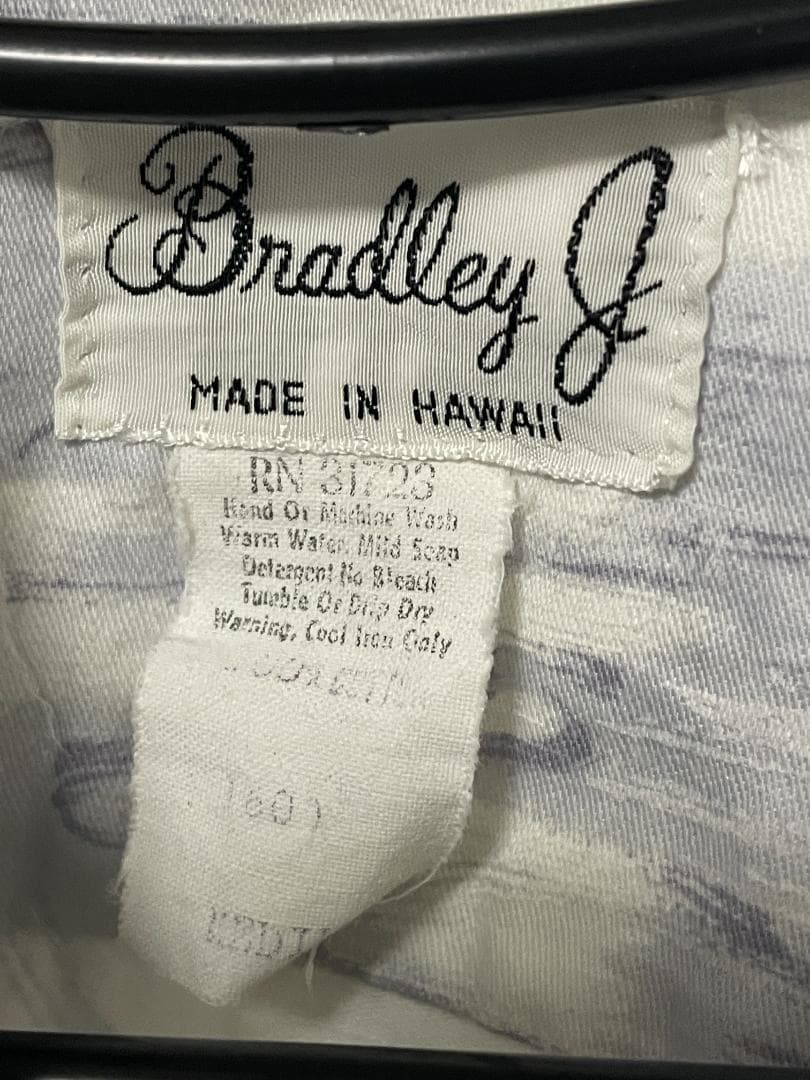 Bradley J
MADE IN HAWAII
RN 31723
Hand Or Machine Wash
Warm Water, Mild Soap
Detergent No Bleach
Tumble Or Drip Dry
Warning, Cool Iron Only
(60)